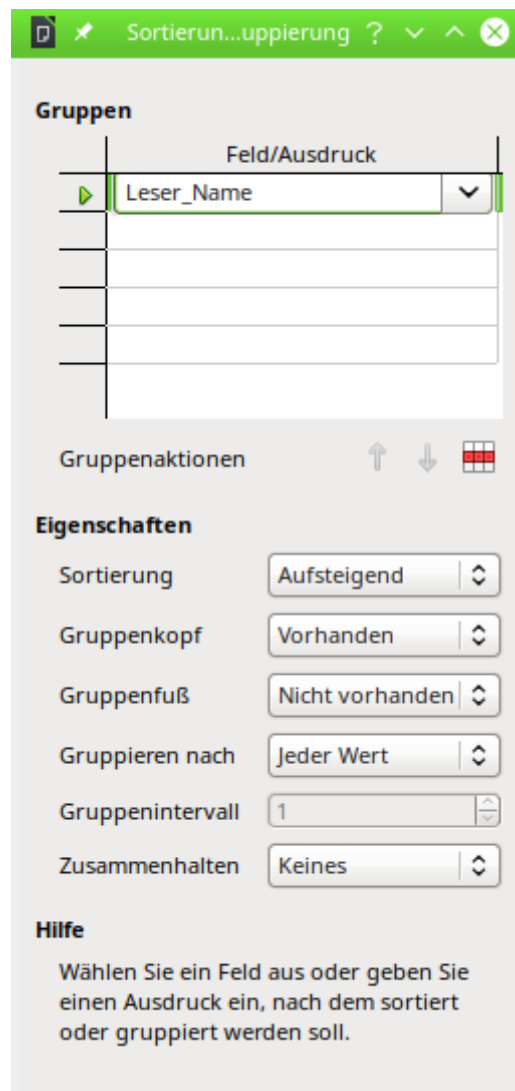 Sortierun...uppierung
Gruppen
Feld/Ausdruck
Leser_Name
Gruppenaktionen
Eigenschaften
Sortierung Aufsteigend
Gruppenkopf Vorhanden
Gruppenfuß Nicht vorhanden
Gruppieren nach Jeder Wert
Gruppenintervall 1
Zusammenhalten Keines
Hilfe
Wählen Sie ein Feld aus oder geben Sie
einen Ausdruck ein, nach dem sortiert
oder gruppiert werden soll.